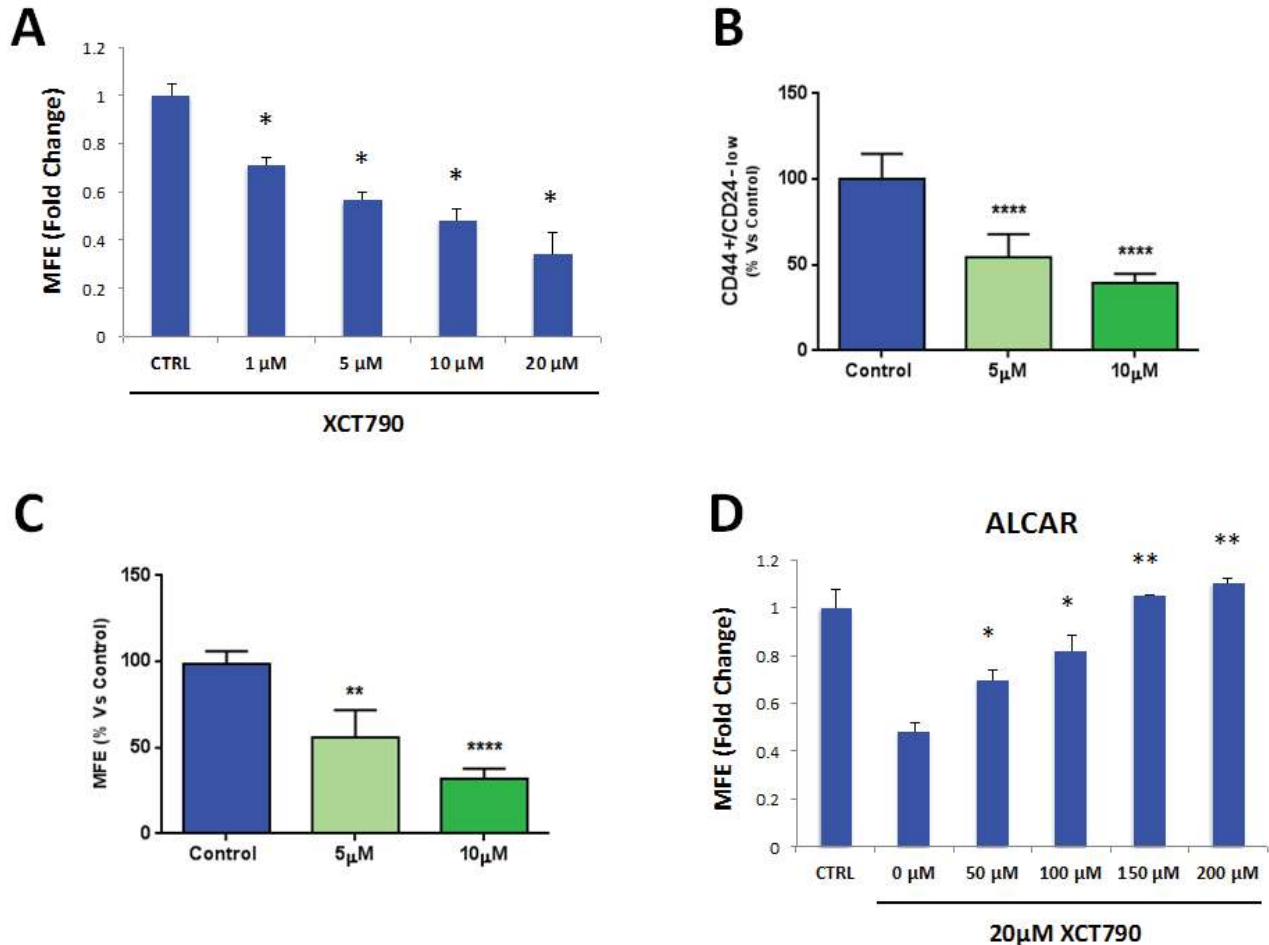 A
MFE (Fold Change)
1.2
1
0.8
0.6
0.4
0.2
0
*
*
*
*
CTRL 1 µM 5 µM 10 µM 20 µM
XCT790
B
CD44+/CD24-low
(% Vs Control)
150
100
50
0
****
****
Control 5µM 10µM
C
MFE (% Vs Control)
150
100
50
0
**
****
Control 5µM 10µM
D
ALCAR
MFE (Fold Change)
1.2
1
0.8
0.6
0.4
0.2
0
*
*
**
**
CTRL 0 µM 50 µM 100 µM 150 µM 200 µM
20µM XCT790